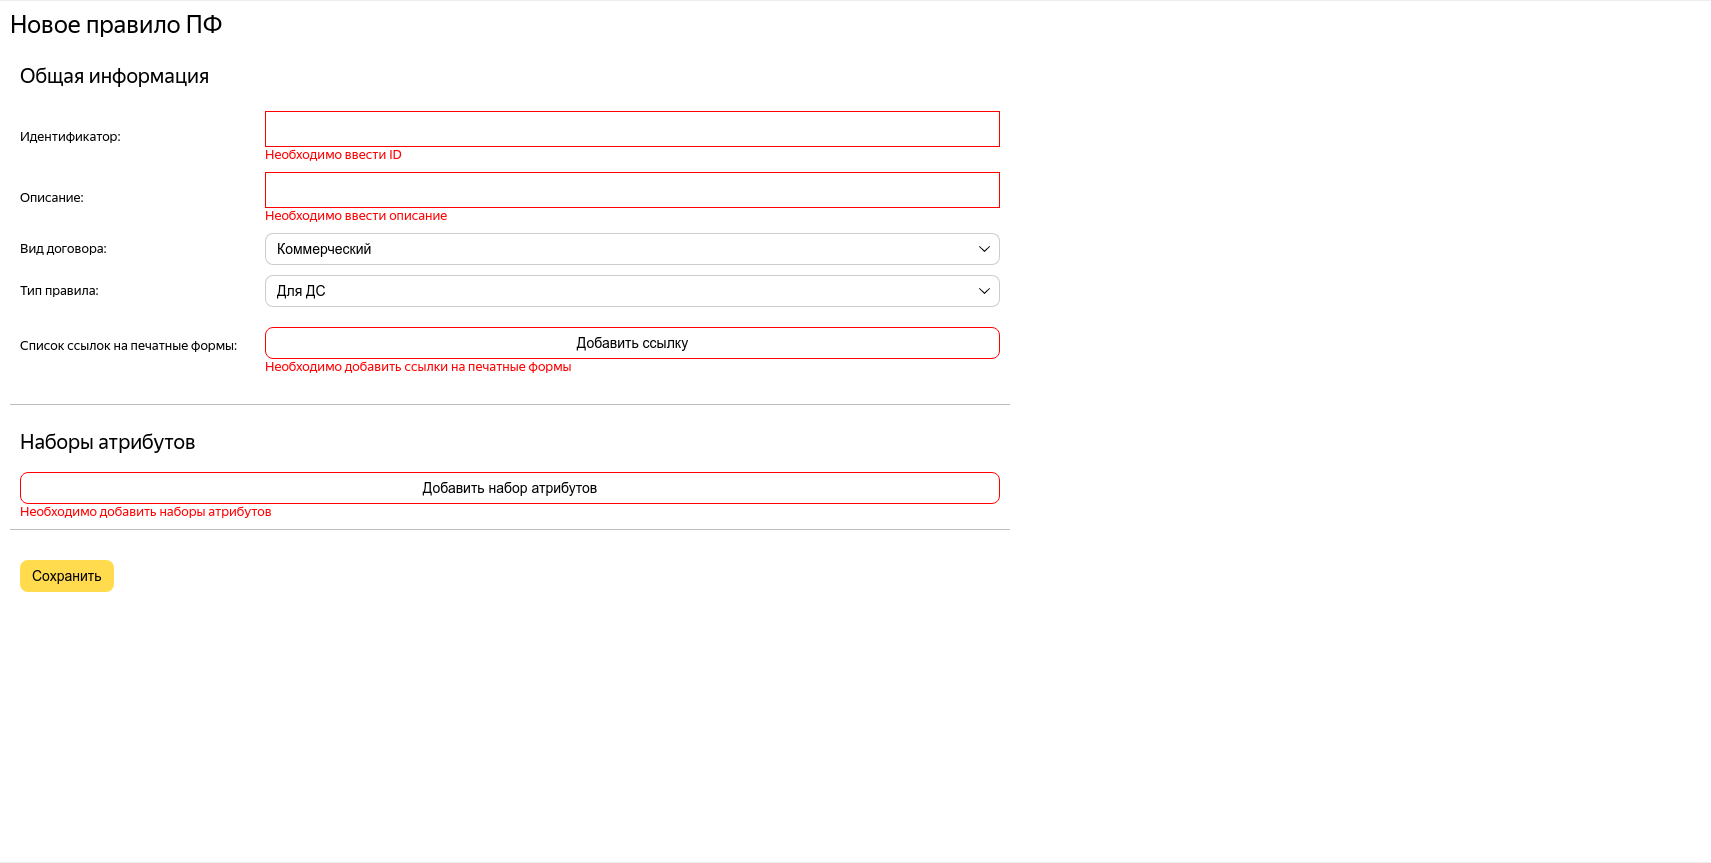 Новое правило ПФ
Общая информация
Идентификатор:
Необходимо ввести ID
Описание:
Необходимо ввести описание
Вид договора:
Коммерческий
Тип правила:
Для ДС
Список ссылок на печатные формы:
Добавить ссылку
Необходимо добавить ссылки на печатные формы
Наборы атрибутов
Добавить набор атрибутов
Необходимо добавить наборы атрибутов
Сохранить